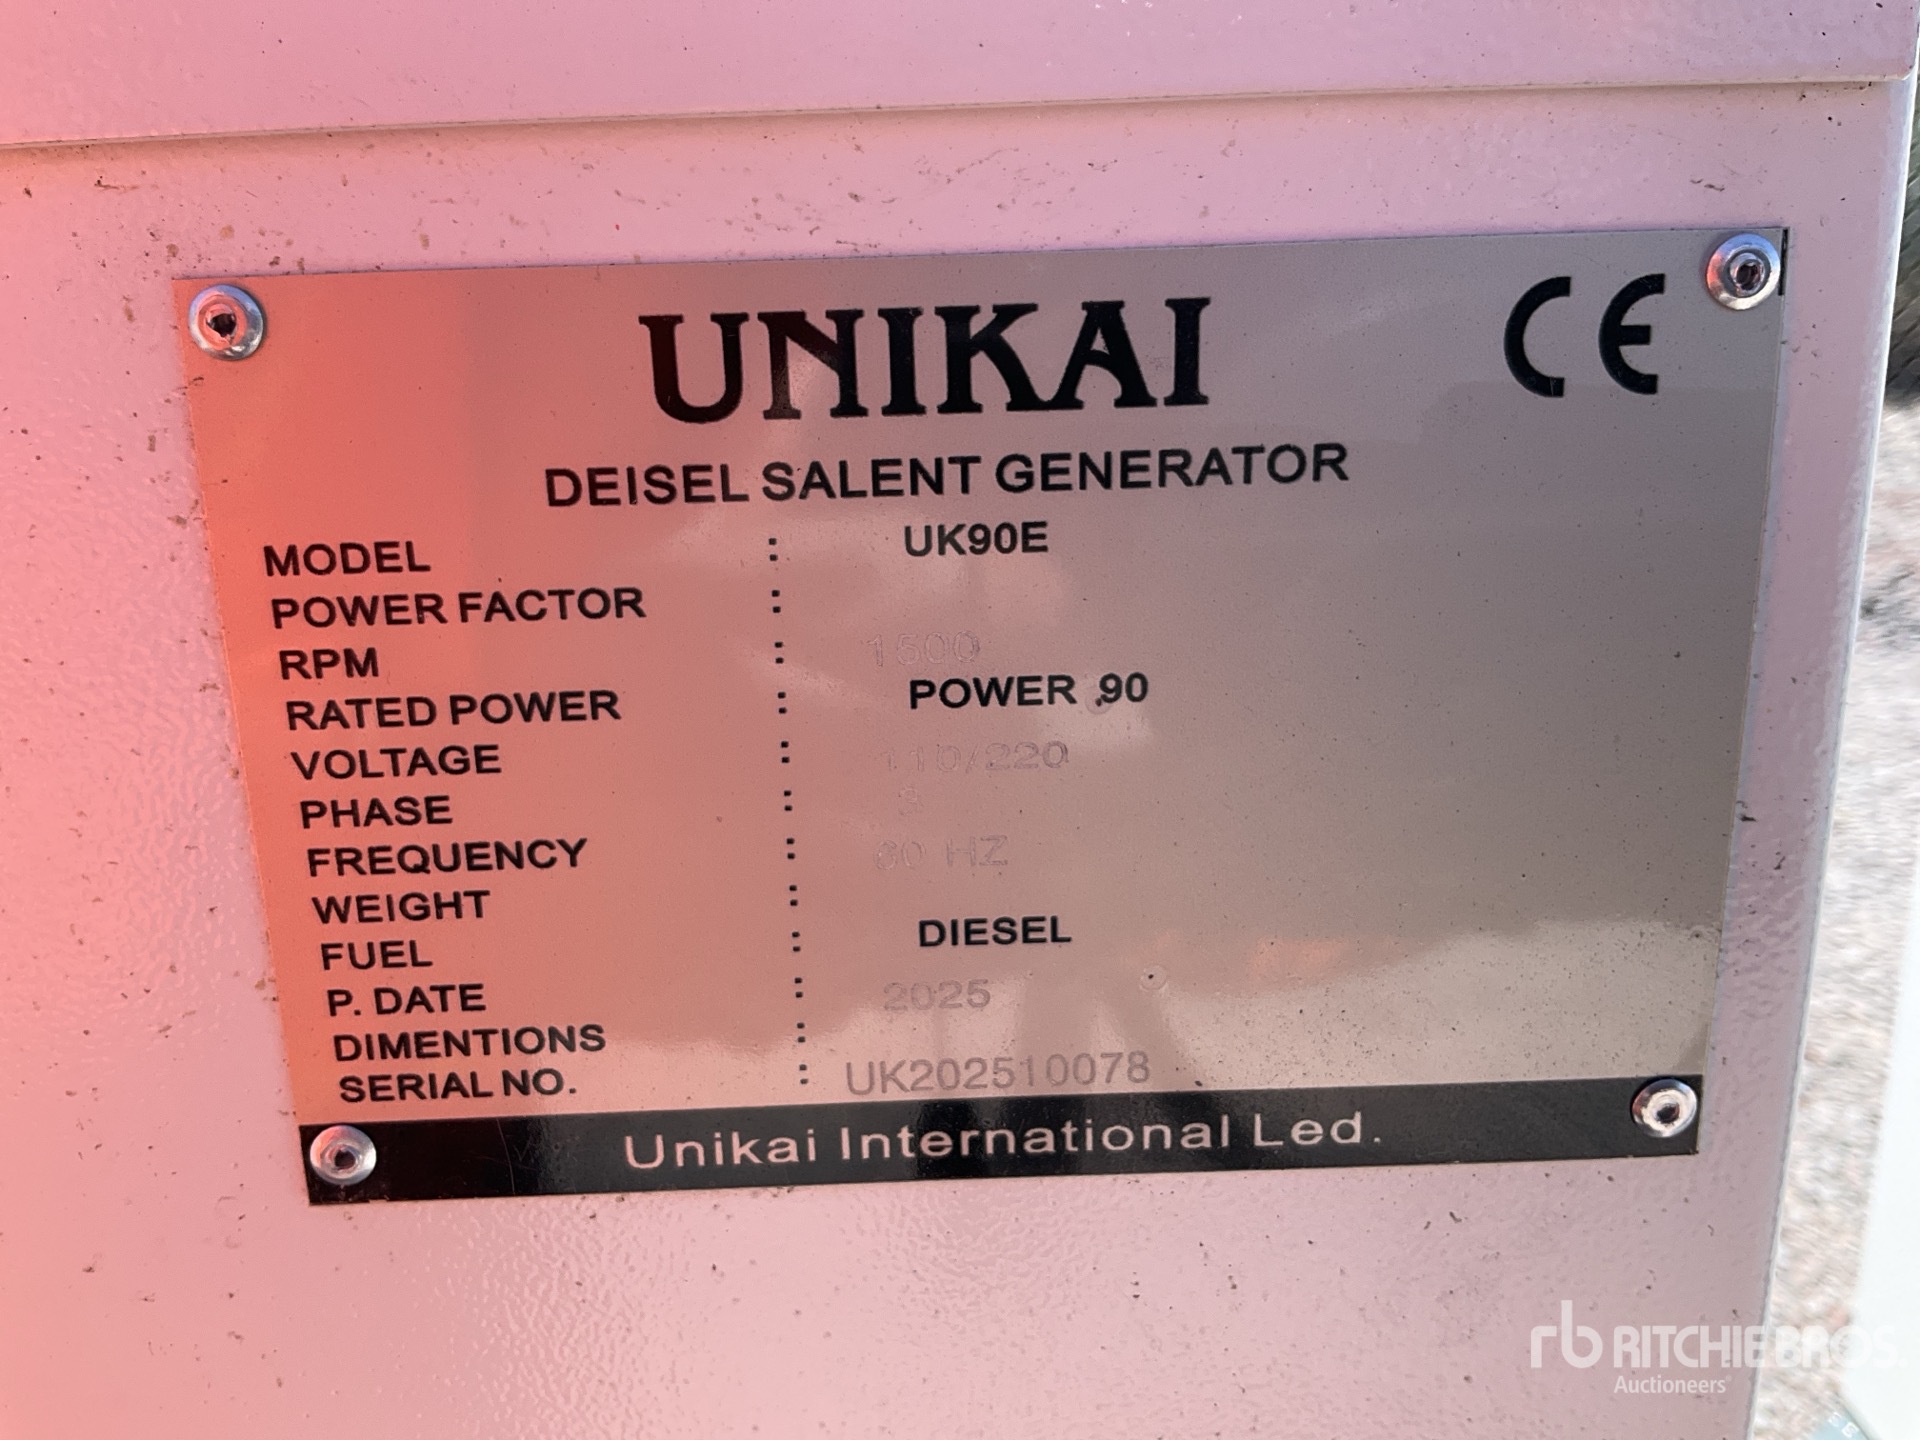 UNIKAI
CE
DEISEL SALENT GENERATOR
MODEL : UK90E
POWER FACTOR :
RPM : 1500
RATED POWER : POWER .90
VOLTAGE : 110/220
PHASE :
FREQUENCY : 60 HZ
WEIGHT :
FUEL : DIESEL
P. DATE : 2025
DIMENTIONS :
SERIAL NO. : UK202510078
Unikai International Led.
rb RITCHIE BROS.
Auctioneers